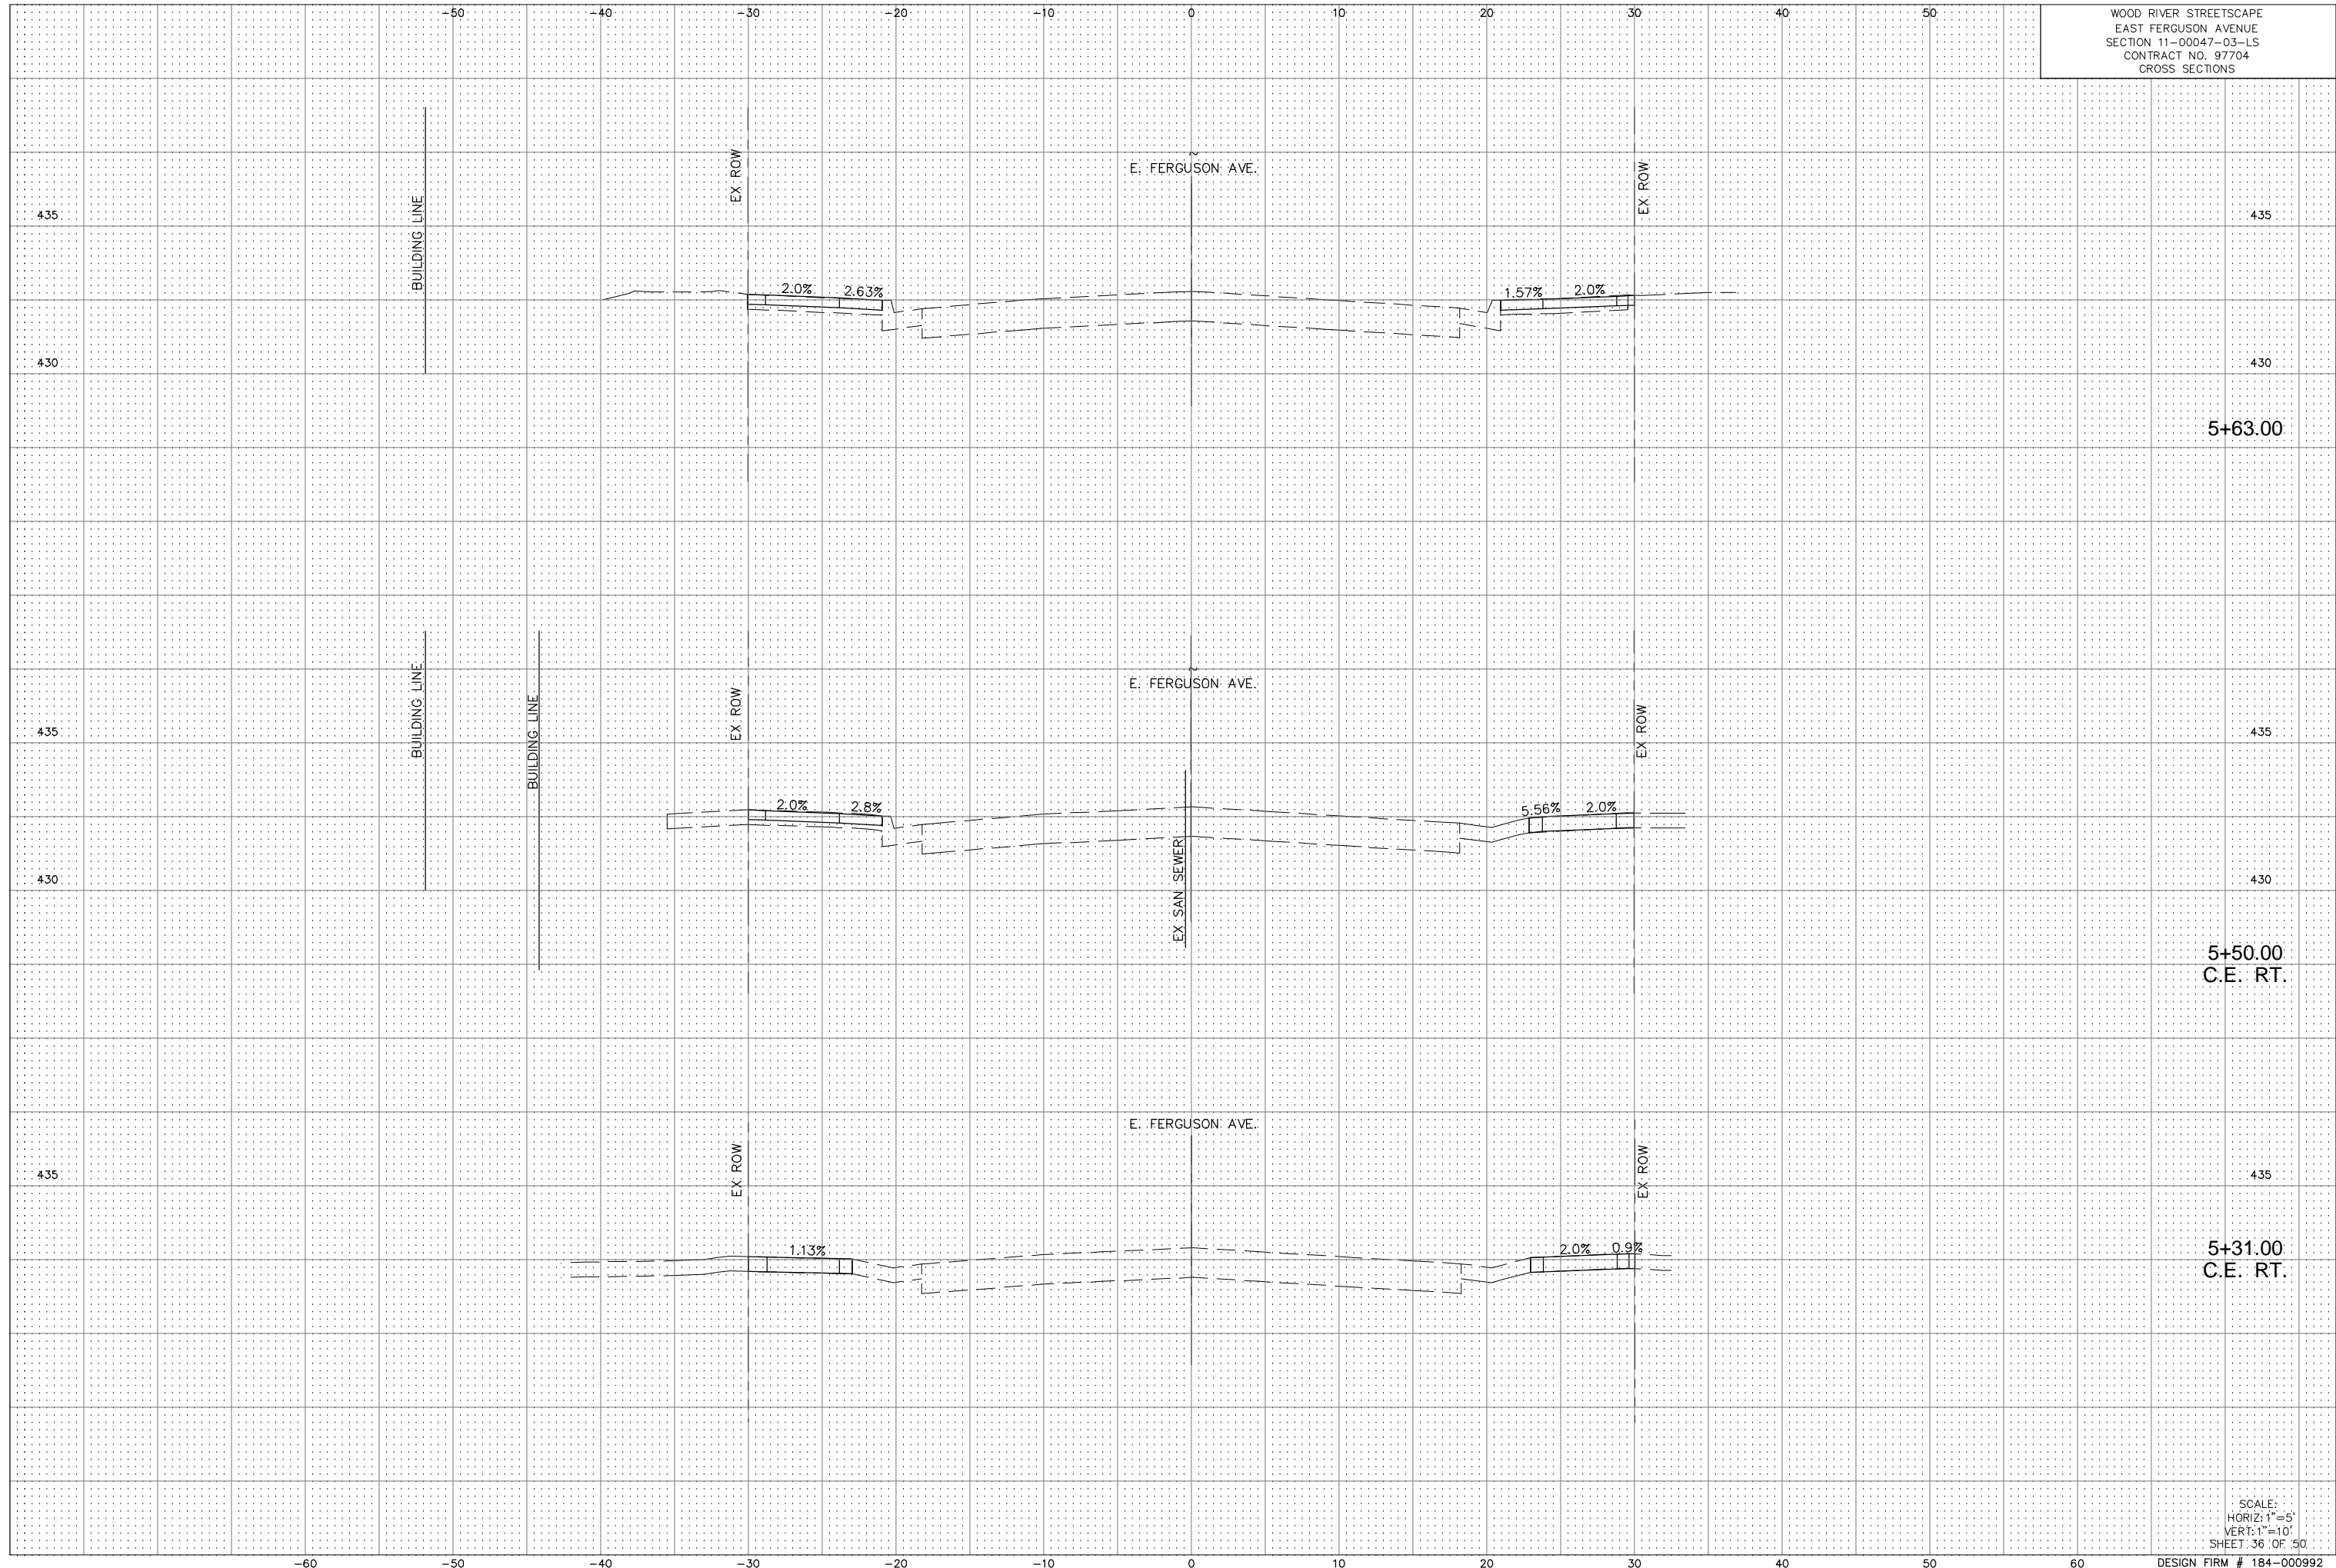 -50 -40 -30 -20 -10 0 10 20 30 40 50
WOOD RIVER STREETSCAPE
EAST FERGUSON AVENUE
SECTION 11-00047-03-LS
CONTRACT NO. 97704
CROSS SECTIONS
BUILDING LINE
EX ROW
E. FERGUSON AVE.
EX ROW
435 435
2.0% 2.63% 1.57% 2.0%
430 430
5+63.00
BUILDING LINE
BUILDING LINE
EX ROW
E. FERGUSON AVE.
EX ROW
435 435
2.0% 2.8% 5.56% 2.0%
EX SAN SEWER
430 430
5+50.00
C.E. RT.
E. FERGUSON AVE.
EX ROW
EX ROW
435 435
1.13% 2.0% 0.9%
5+31.00
C.E. RT.
SCALE:
HORIZ:1"=5'
VERT:1"=10'
SHEET 36 OF 50
-60 -50 -40 -30 -20 -10 0 10 20 30 40 50 60
DESIGN FIRM # 184-000992